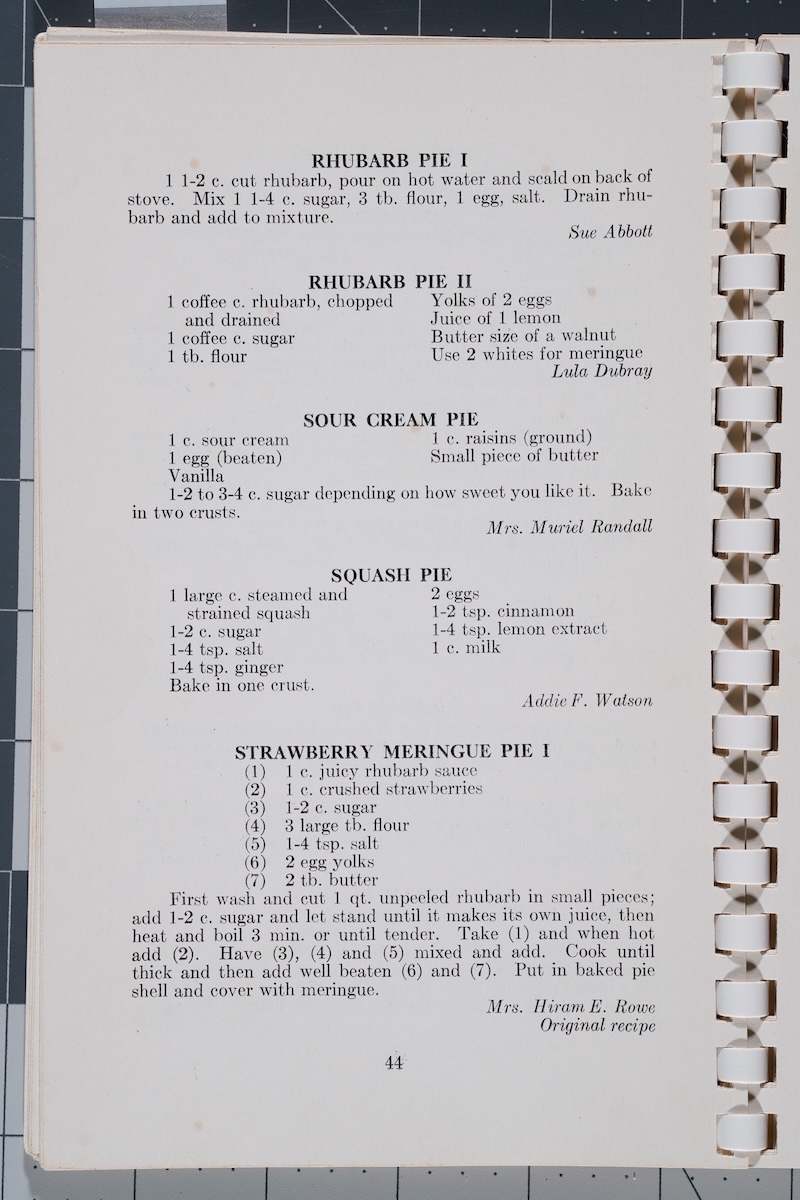 RHUBARB PIE I
1 1-2 c. cut rhubarb, pour on hot water and scald on back of
stove. Mix 1 1-4 c. sugar, 3 tb. flour, 1 egg, salt. Drain rhu-
barb and add to mixture.
Sue Abbott
RHUBARB PIE II
1 coffee c. rhubarb, chopped
and drained
1 coffee c. sugar
1 tb. flour
Yolks of 2 eggs
Juice of 1 lemon
Butter size of a walnut
Use 2 whites for meringue
Lula Dubray
SOUR CREAM PIE
1 c. sour cream
1 egg (beaten)
Vanilla
1 c. raisins (ground)
Small piece of butter
1-2 to 3-4 c. sugar depending on how sweet you like it. Bake
in two crusts.
Mrs. Muriel Randall
SQUASH PIE
1 large c. steamed and
strained squash
1-2 c. sugar
1-4 tsp. salt
1-4 tsp. ginger
Bake in one crust.
2 eggs
1-2 tsp. cinnamon
1-4 tsp. lemon extract
1 c. milk
Addie F. Watson
STRAWBERRY MERINGUE PIE I
(1) 1 c. juicy rhubarb sauce
(2) 1 c. crushed strawberries
(3) 1-2 c. sugar
(4) 3 large tb. flour
(5) 1-4 tsp. salt
(6) 2 egg yolks
(7) 2 tb. butter
First wash and cut 1 qt. unpeeled rhubarb in small pieces;
add 1-2 c. sugar and let stand until it makes its own juice, then
heat and boil 3 min. or until tender. Take (1) and when hot
add (2). Have (3), (4) and (5) mixed and add. Cook until
thick and then add well beaten (6) and (7). Put in baked pie
shell and cover with meringue.
Mrs. Hiram E. Rowe
Original recipe
44